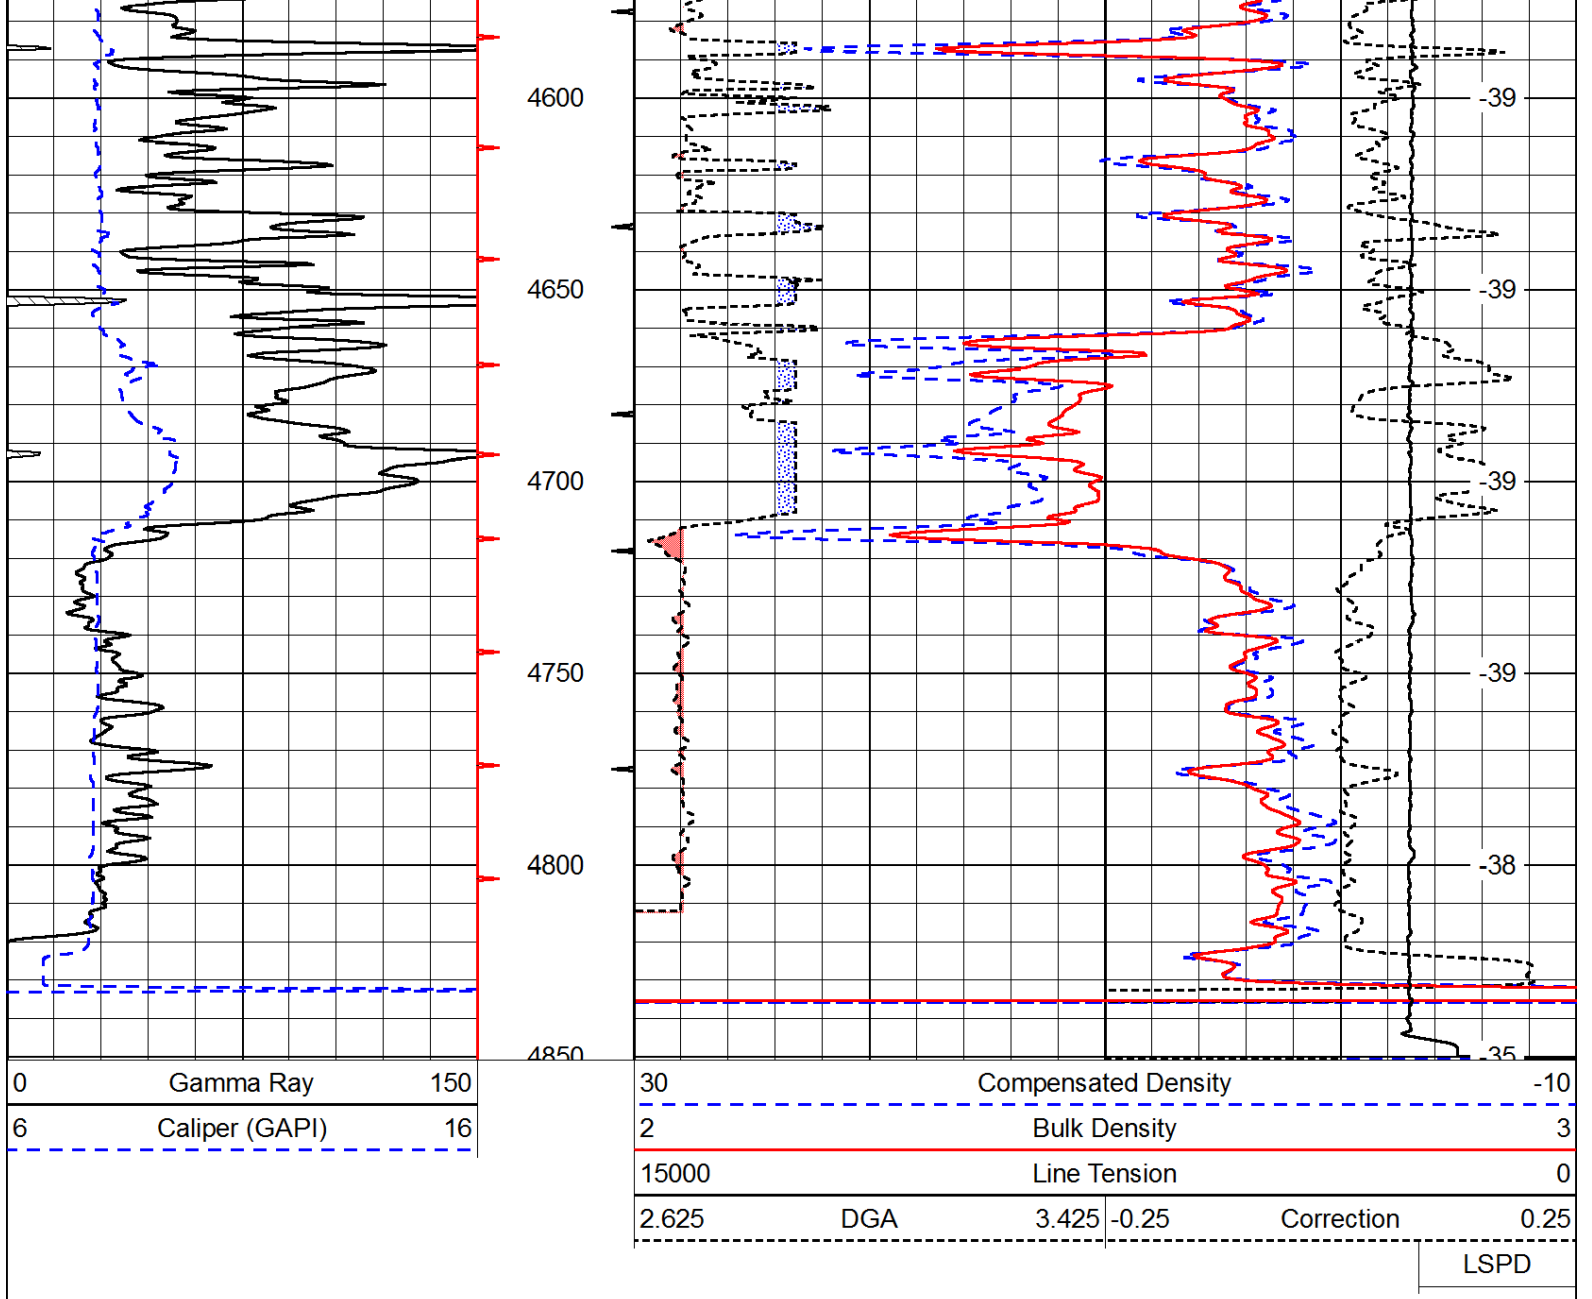 4600 -39
4650 -39
4700 -39
4750 -39
4800 -38
4850 -35
0 Gamma Ray 150
6 Caliper (GAPI) 16
30 Compensated Density -10
2 Bulk Density 3
15000 Line Tension 0
2.625 DGA 3.425 -0.25 Correction 0.25
LSPD